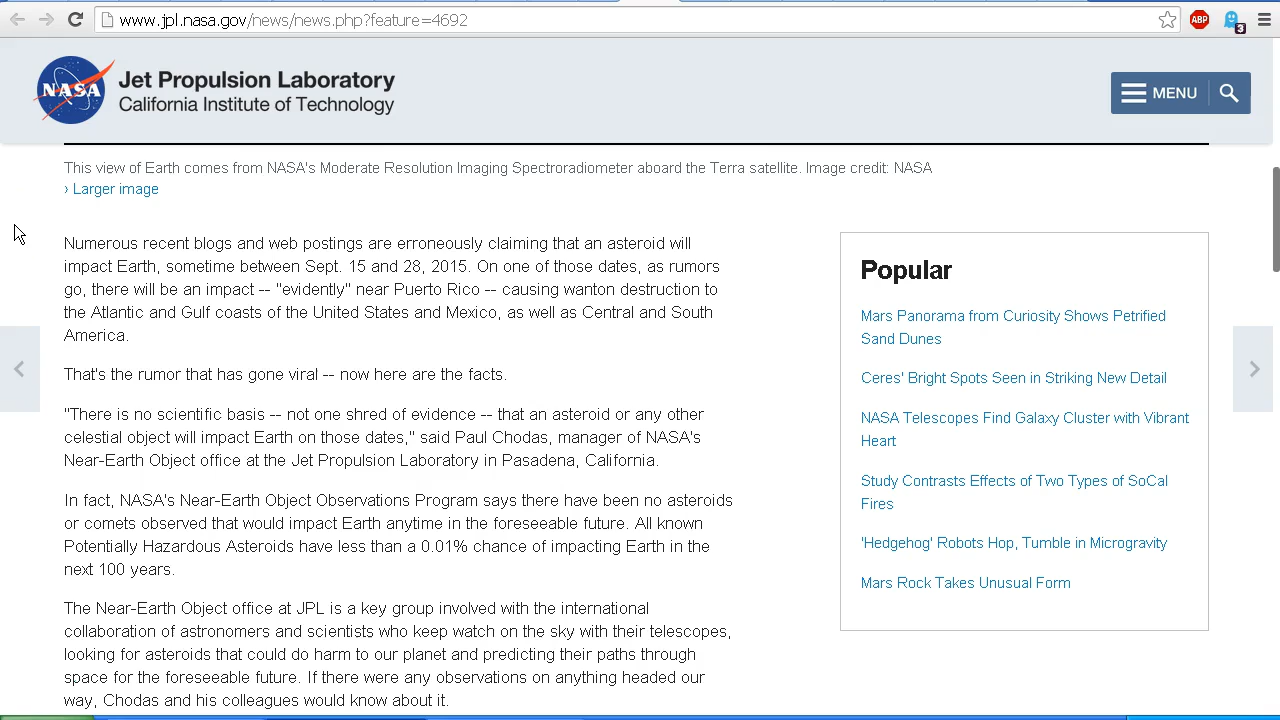 www.jpl.nasa.gov/news/news.php?feature=4692
ABP
3
NASA
Jet Propulsion Laboratory
California Institute of Technology
MENU
This view of Earth comes from NASA's Moderate Resolution Imaging Spectroradiometer aboard the Terra satellite. Image credit: NASA
› Larger image
Numerous recent blogs and web postings are erroneously claiming that an asteroid will
impact Earth, sometime between Sept. 15 and 28, 2015. On one of those dates, as rumors
go, there will be an impact -- "evidently" near Puerto Rico -- causing wanton destruction to
the Atlantic and Gulf coasts of the United States and Mexico, as well as Central and South
America.
That's the rumor that has gone viral -- now here are the facts.
"There is no scientific basis -- not one shred of evidence -- that an asteroid or any other
celestial object will impact Earth on those dates," said Paul Chodas, manager of NASA's
Near-Earth Object office at the Jet Propulsion Laboratory in Pasadena, California.
In fact, NASA's Near-Earth Object Observations Program says there have been no asteroids
or comets observed that would impact Earth anytime in the foreseeable future. All known
Potentially Hazardous Asteroids have less than a 0.01% chance of impacting Earth in the
next 100 years.
The Near-Earth Object office at JPL is a key group involved with the international
collaboration of astronomers and scientists who keep watch on the sky with their telescopes,
looking for asteroids that could do harm to our planet and predicting their paths through
space for the foreseeable future. If there were any observations on anything headed our
way, Chodas and his colleagues would know about it.
Popular
Mars Panorama from Curiosity Shows Petrified
Sand Dunes
Ceres' Bright Spots Seen in Striking New Detail
NASA Telescopes Find Galaxy Cluster with Vibrant
Heart
Study Contrasts Effects of Two Types of SoCal
Fires
'Hedgehog' Robots Hop, Tumble in Microgravity
Mars Rock Takes Unusual Form